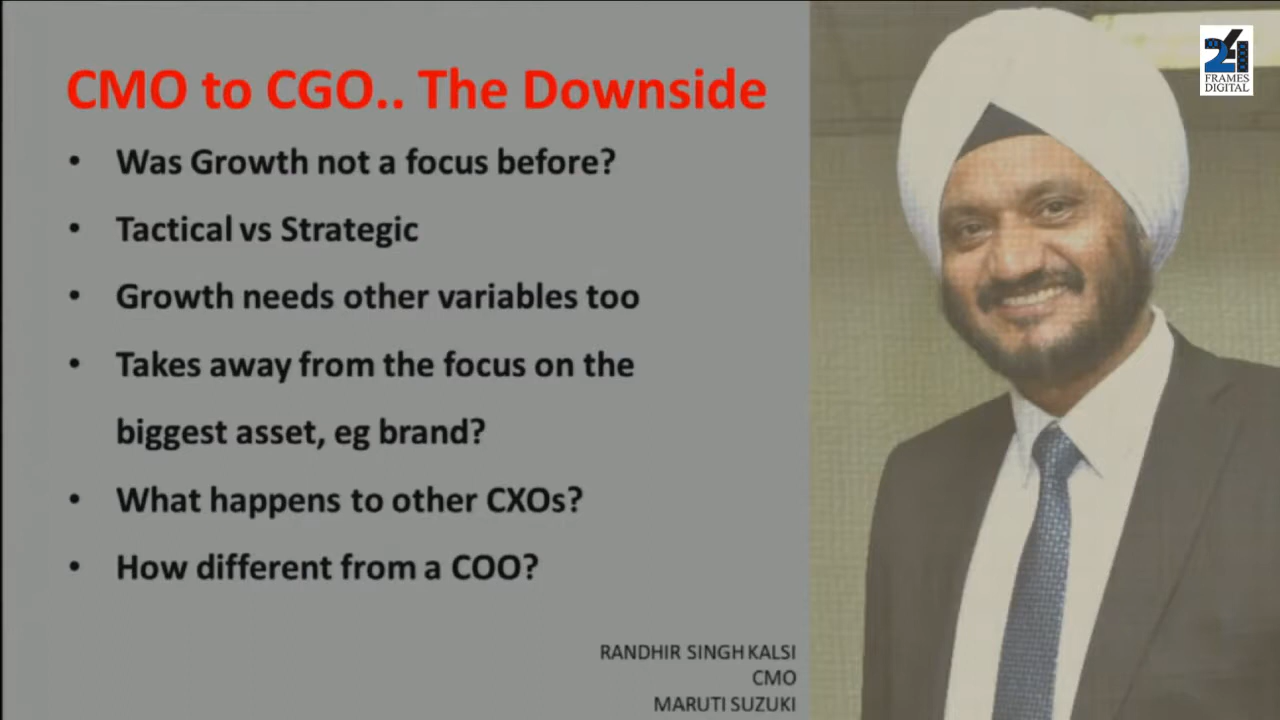 CMO to CGO.. The Downside
• Was Growth not a focus before?
• Tactical vs Strategic
• Growth needs other variables too
• Takes away from the focus on the
biggest asset, eg brand?
• What happens to other CXOs?
• How different from a COO?
RANDHIR SINGH KALSI
CMO
MARUTI SUZUKI
24
FRAMES
DIGITAL